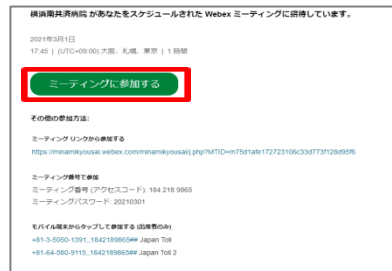 横浜南共済病院 があなたをスケジュールされた Webex ミーティングに招待しています。
2021年3月1日
17:45 | (UTC+09:00) 大阪、札幌、東京 | 1 時間
ミーティングに参加する
その他の参加方法:
ミーティング リンクから参加する
https://minamikyousai.webex.com/minamikyousai/j.php?MTID=m75d1afe172723106c33d773f128d95f6
ミーティング番号で参加
ミーティング番号 (アクセスコード): 184 218 9865
ミーティングパスワード: 20210301
モバイル端末からタップして参加する (出席者のみ)
+81-3-5050-1391,,1842189865## Japan Toll
+81-64-580-9115,,1842189865## Japan Toll 2